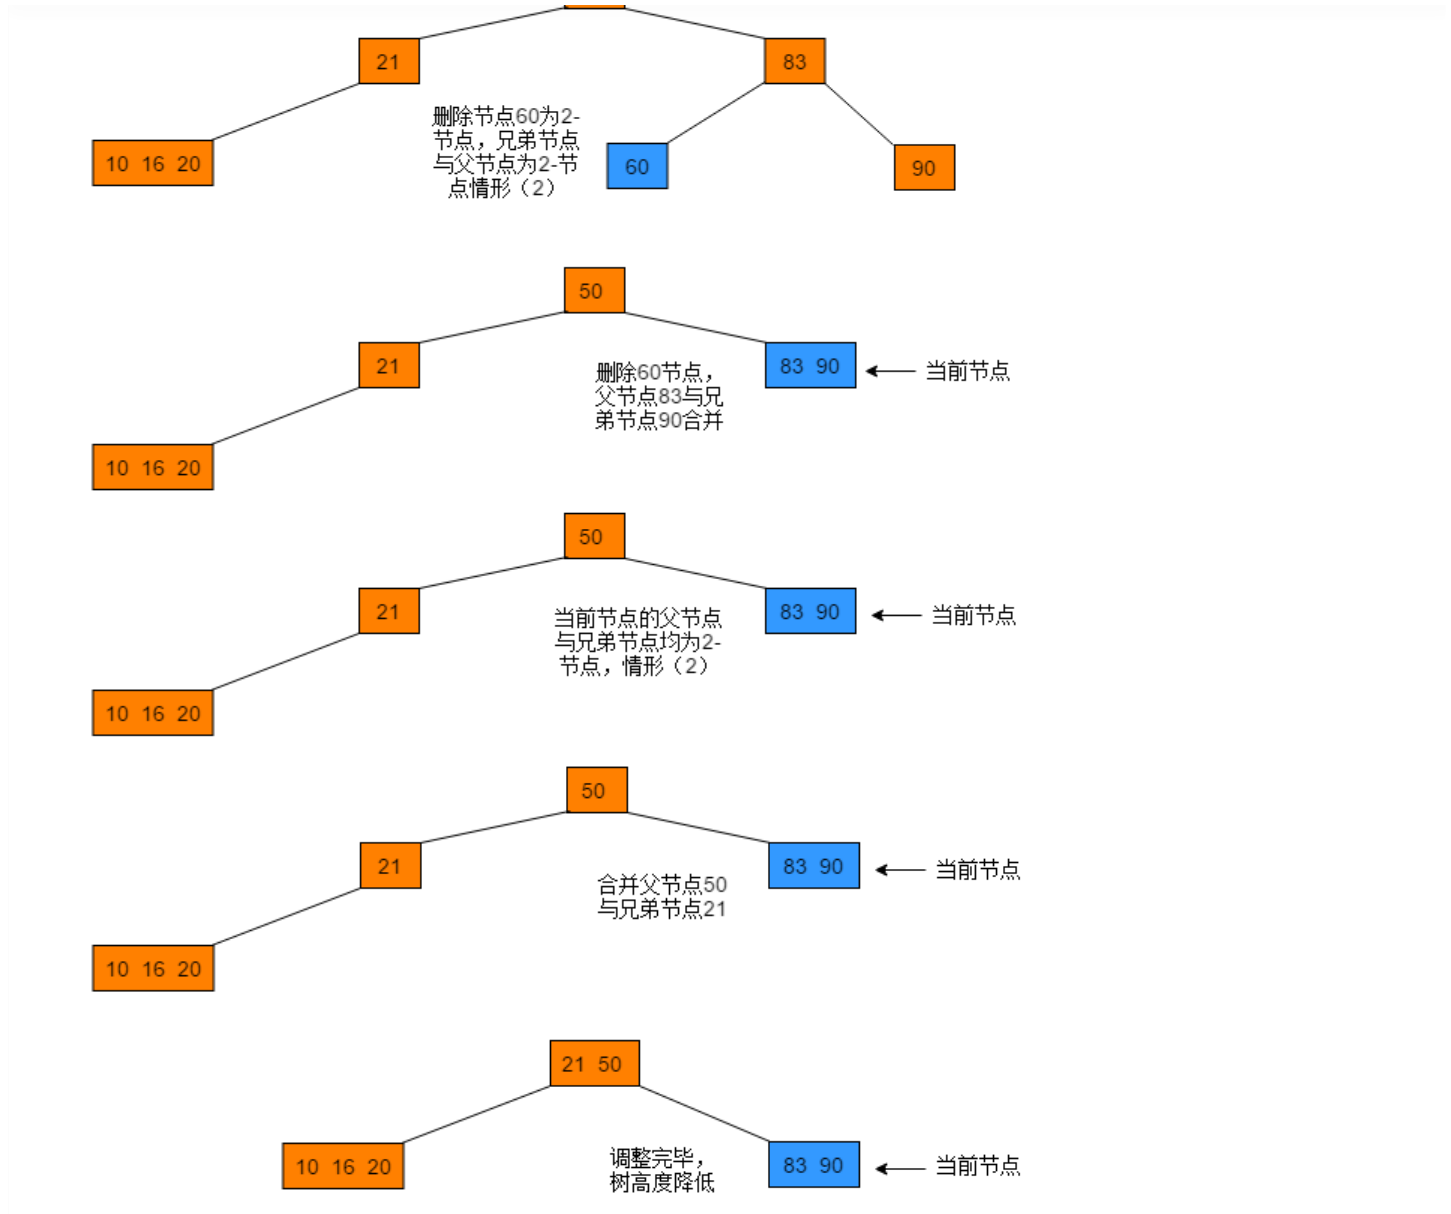 21
83
删除节点60为2-
节点，兄弟节点
与父节点为2-节
点情形（2）
10 16 20
60
90
50
21
83 90
当前节点
删除60节点，
父节点83与兄
弟节点90合并
10 16 20
50
21
83 90
当前节点
当前节点的父节点
与兄弟节点均为2-
节点，情形（2）
10 16 20
50
21
83 90
当前节点
合并父节点50
与兄弟节点21
10 16 20
21 50
10 16 20
调整完毕，
树高度降低
83 90
当前节点